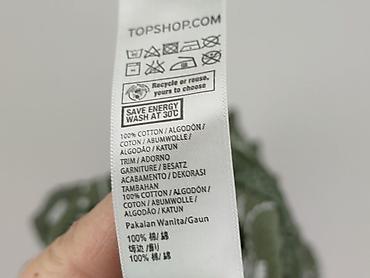 TOPSHOP.COM
Recycle or reuse,
yours to choose
SAVE ENERGY
WASH AT 30°C
100% COTTON / ALGODÓN /
COTON / ABUMWOLLE /
ALGODÃO / KATUN
TRIM / ADORNO
GARNITURE / BESATZ
ACABAMENTO / DEKORASI
TAMBAHAN
100% COTTON / ALGODÓN /
COTON / ABUMWOLLE /
ALGODÃO / KATUN
Pakaian Wanita/Gaun
100% 棉/綿
100% 棉/綿